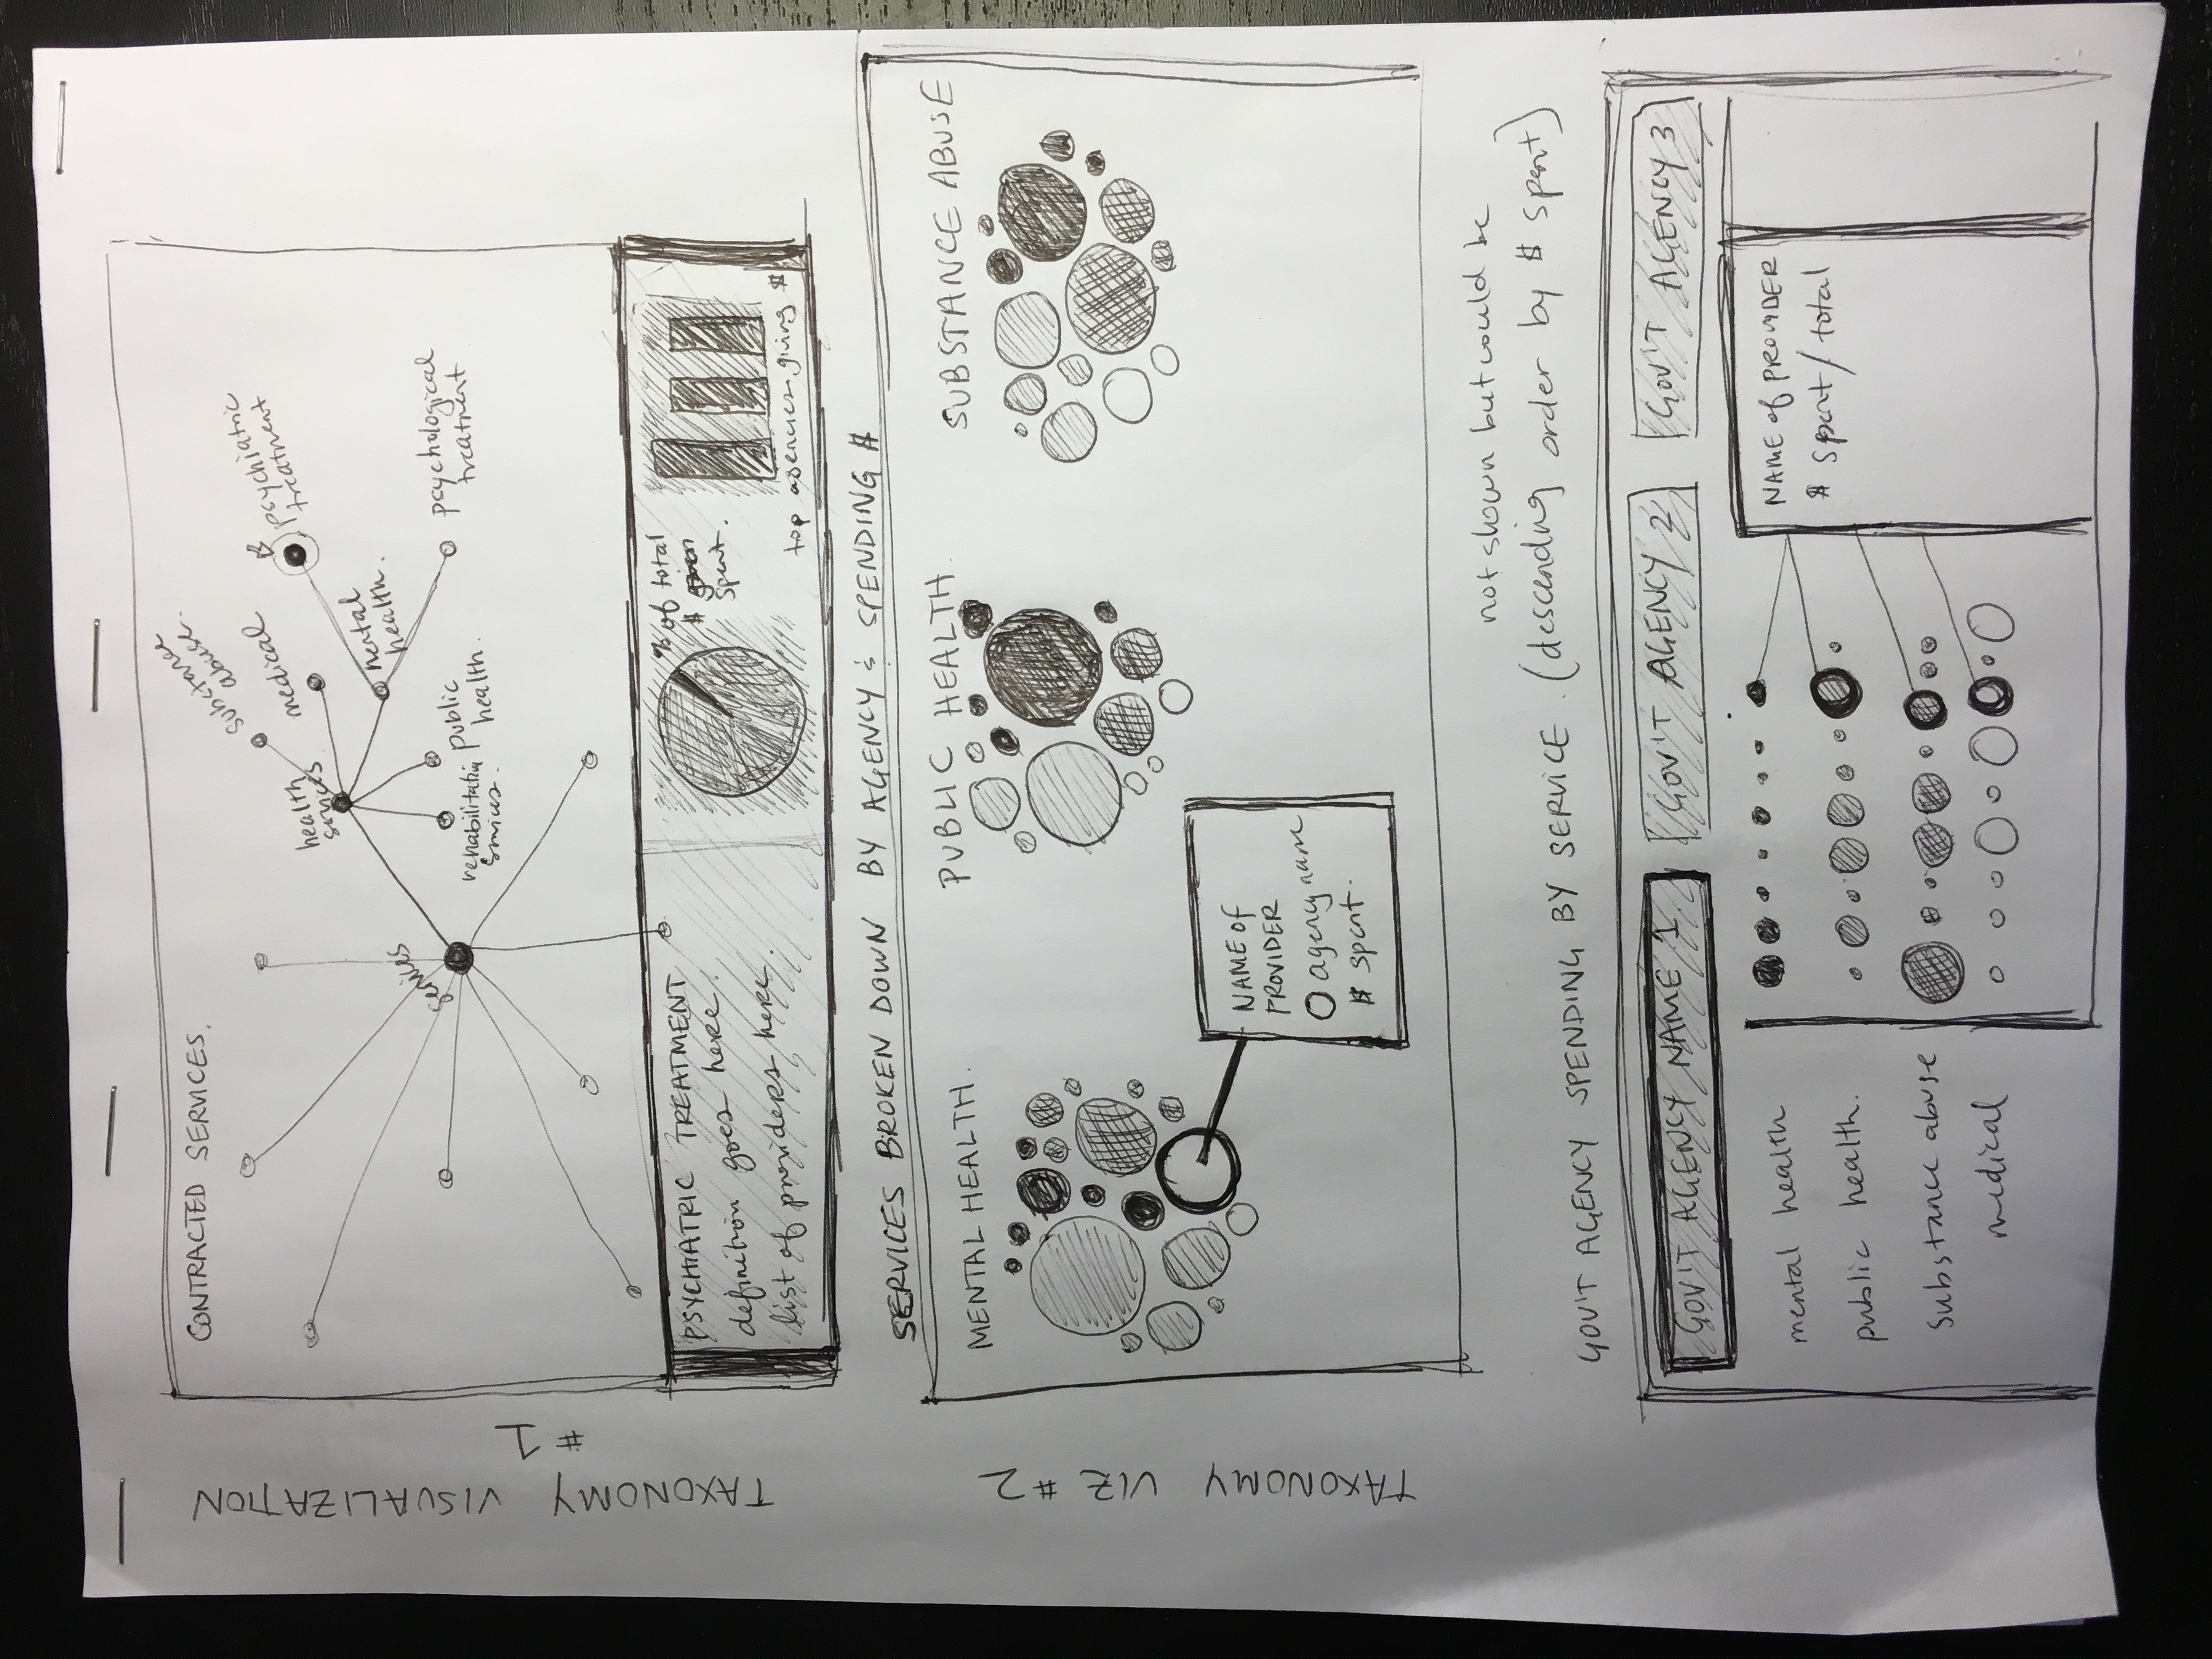 TAXONOMY VISUALIZATION
#1
CONTRACTED SERVICES.
substance
abuse.
medical
psychiatric
treatment
health
services.
mental
health.
psychological
treatment
public
health.
rehabilitation
services.
services
PSYCHIATRIC TREATMENT
definition goes here.
list of providers here.
% of total
$
spent.
top agencies giving $
TAXONOMY VIZ #2
SERVICES BROKEN DOWN BY AGENCY & SPENDING $
MENTAL HEALTH.
PUBLIC HEALTH.
SUBSTANCE ABUSE
NAME of
PROVIDER
agency name
$ spent.
not shown but could be
GOV'T AGENCY SPENDING BY SERVICE. (descending order by $ spent)
GOV'T AGENCY NAME 1.
GOV'T AGENCY 2
GOV'T AGENCY 3
mental health
public health.
substance abuse
medical
NAME of PROVIDER
$ spent / total